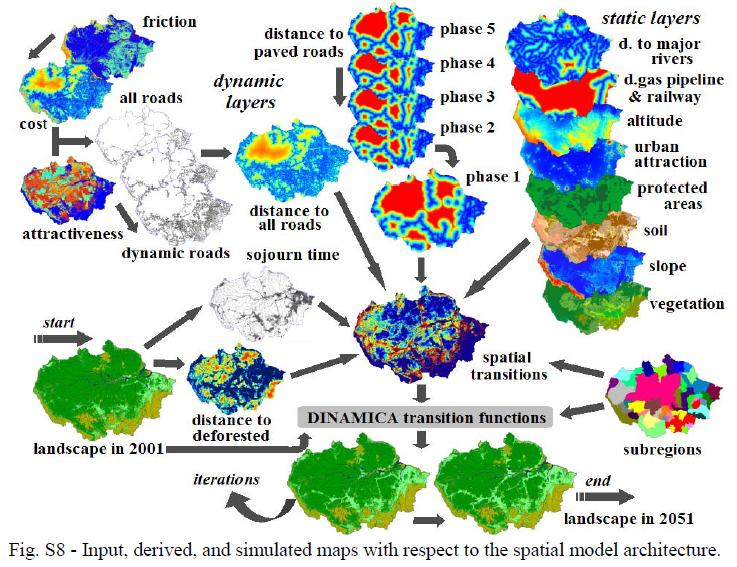 friction
cost
all roads
attractiveness
dynamic roads
dynamic
layers
distance to
all roads
distance to
paved roads
phase 5
phase 4
phase 3
phase 2
phase 1
static layers
d. to major
rivers
d.gas pipeline
& railway
altitude
urban
attraction
protected
areas
soil
slope
vegetation
sojourn time
start
landscape in 2001
distance to
deforested
spatial
transitions
DINAMICA transition functions
subregions
iterations
end
landscape in 2051
Fig. S8 - Input, derived, and simulated maps with respect to the spatial model architecture.